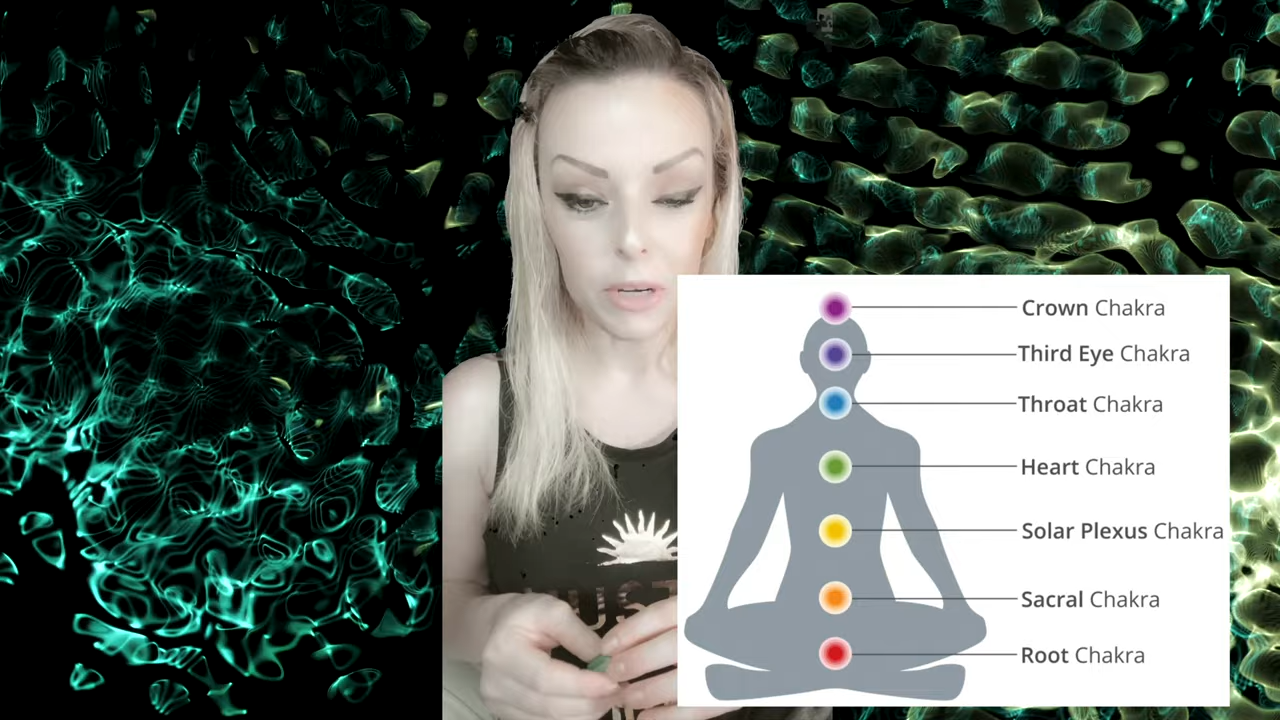 Crown Chakra
Third Eye Chakra
Throat Chakra
Heart Chakra
Solar Plexus Chakra
Sacral Chakra
Root Chakra